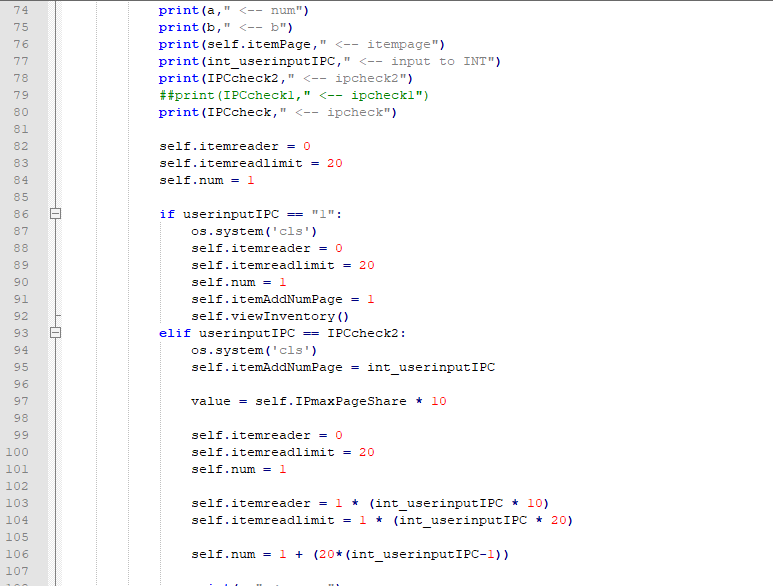 74 print(a," <-- num")
75 print(b," <-- b")
76 print(self.itemPage," <-- itempage")
77 print(int_userinputIPC," <-- input to INT")
78 print(IPCcheck2," <-- ipcheck2")
79 ##print(IPCcheck1," <-- ipcheck1")
80 print(IPCcheck," <-- ipcheck")
81
82 self.itemreader = 0
83 self.itemreadlimit = 20
84 self.num = 1
85
86 if userinputIPC == "1":
87 os.system('cls')
88 self.itemreader = 0
89 self.itemreadlimit = 20
90 self.num = 1
91 self.itemAddNumPage = 1
92 self.viewInventory()
93 elif userinputIPC == IPCcheck2:
94 os.system('cls')
95 self.itemAddNumPage = int_userinputIPC
96
97 value = self.IPmaxPageShare * 10
98
99 self.itemreader = 0
100 self.itemreadlimit = 20
101 self.num = 1
102
103 self.itemreader = 1 * (int_userinputIPC * 10)
104 self.itemreadlimit = 1 * (int_userinputIPC * 20)
105
106 self.num = 1 + (20*(int_userinputIPC-1))
107